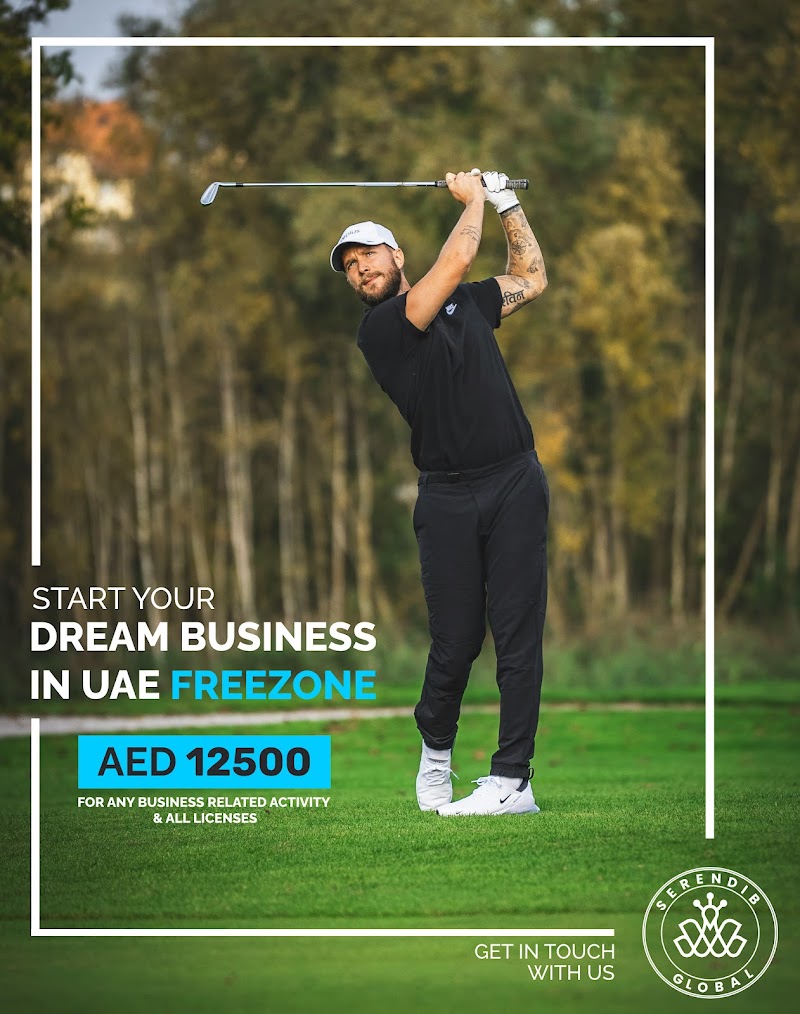 START YOUR
DREAM BUSINESS
IN UAE FREEZONE
AED 12500
FOR ANY BUSINESS RELATED ACTIVITY
& ALL LICENSES
GET IN TOUCH
WITH US
SERENDIB
GLOBAL